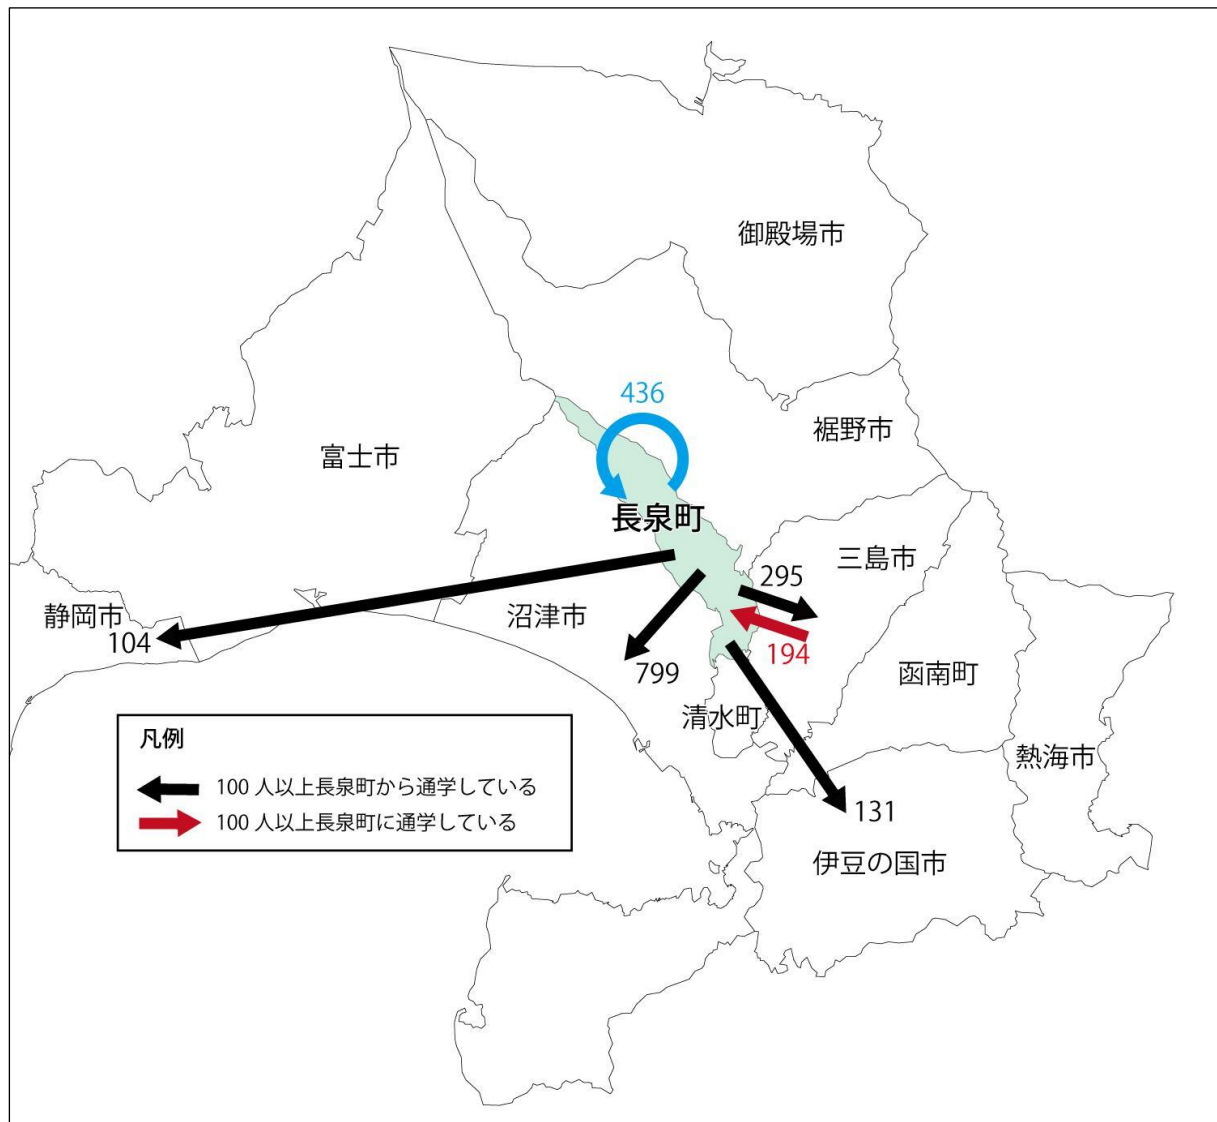 御殿場市
436
裾野市
富士市
長泉町
三島市
295
静岡市
104
沼津市
194
799
函南町
清水町
熱海市
131
伊豆の国市
凡例
100 人以上長泉町から通学している
100 人以上長泉町に通学している